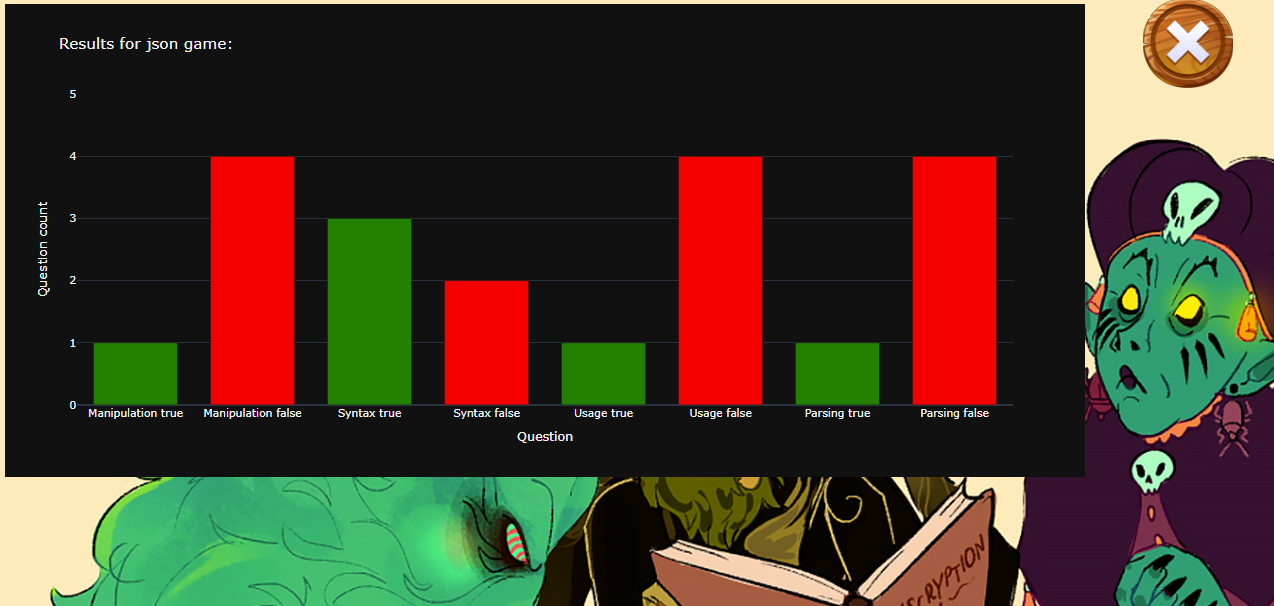 Results for json game:
5
4
3
2
1
0
Question count
Manipulation true Manipulation false Syntax true Syntax false Usage true Usage false Parsing true Parsing false
Question